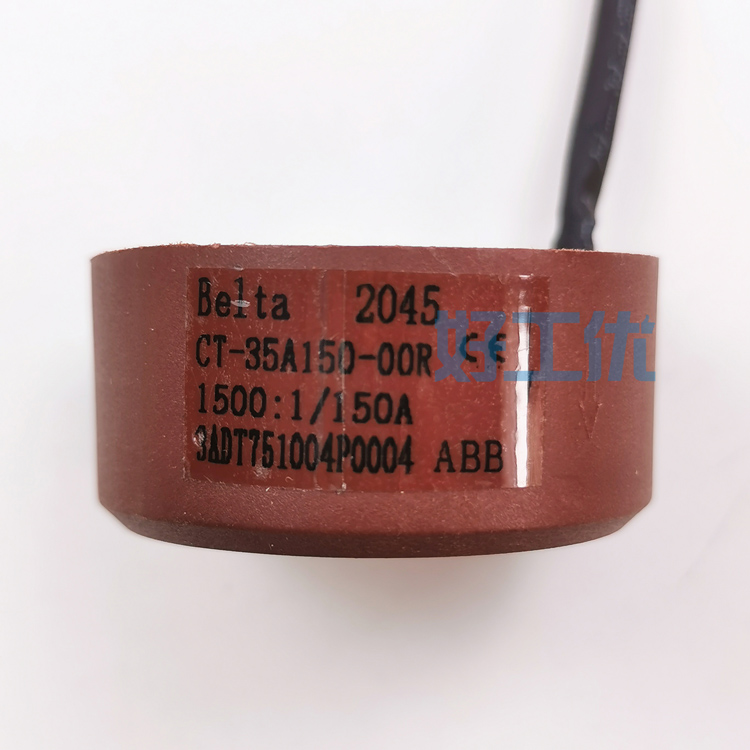 Belta 2045
CT-35A150-00R CE
好工优
1500:1/150A
3ADT751004P0004 ABB